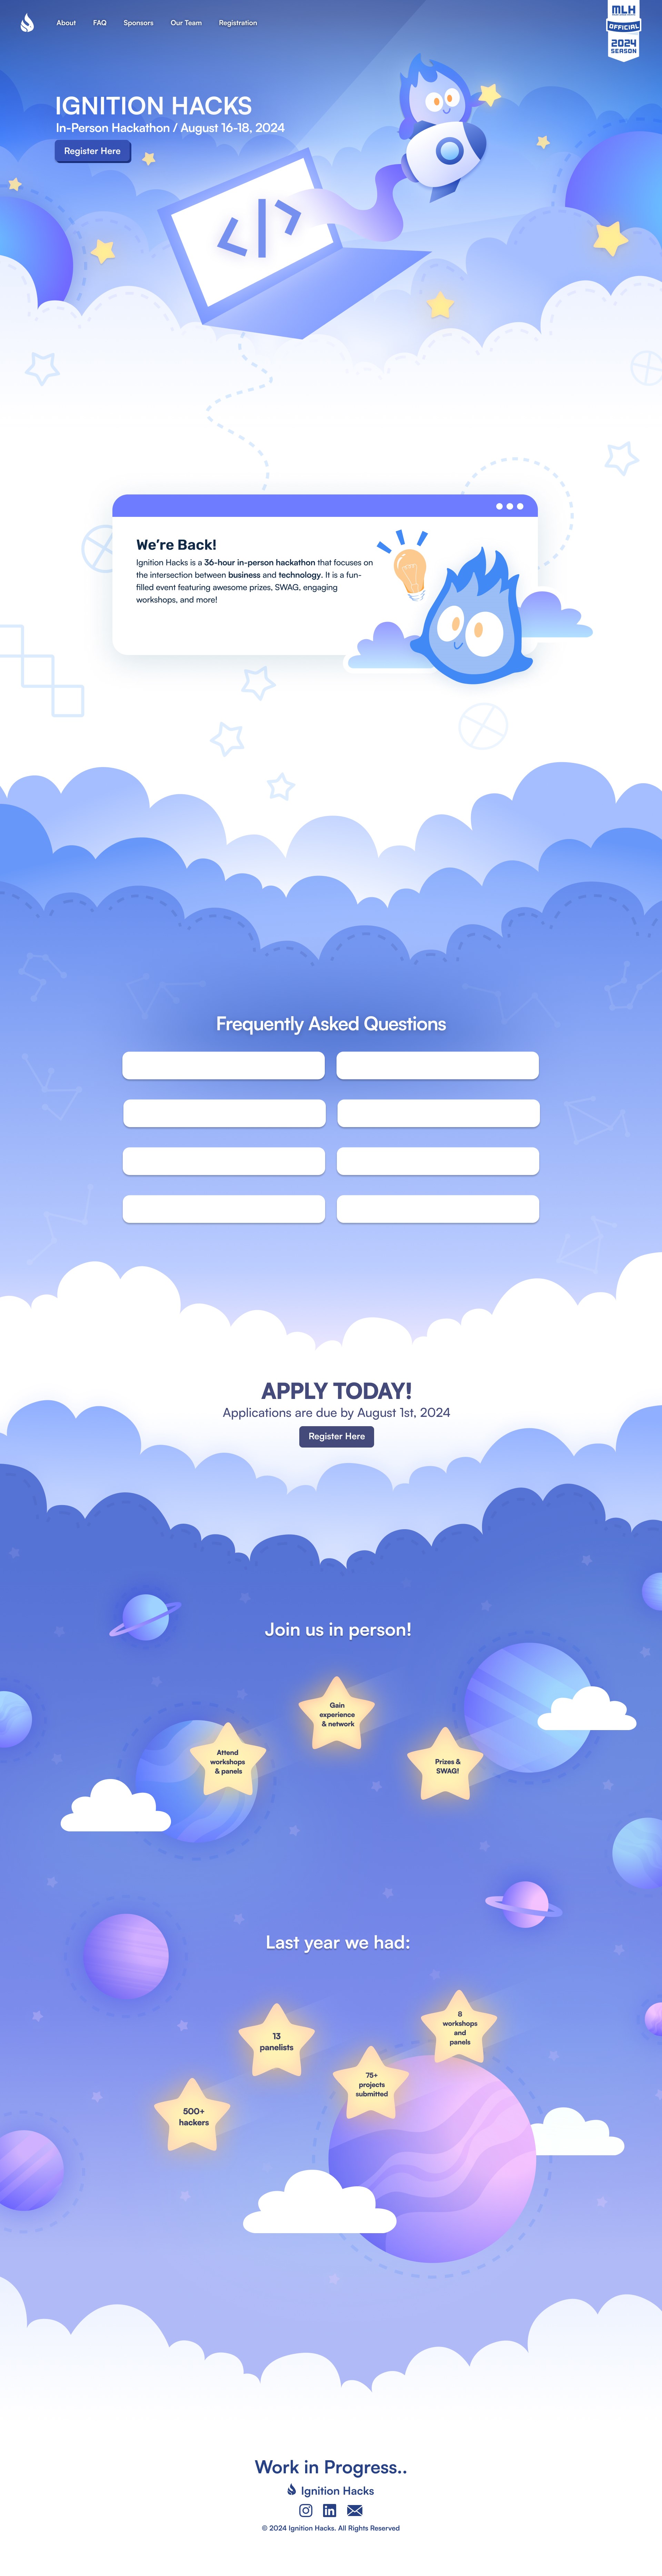 About FAQ Sponsors Our Team Registration
MLH
OFFICIAL
2024
SEASON
IGNITION HACKS
In-Person Hackathon / August 16-18, 2024
Register Here
</>
We're Back!
Ignition Hacks is a 36-hour in-person hackathon that focuses on
the intersection between business and technology. It is a fun-
filled event featuring awesome prizes, SWAG, engaging
workshops, and more!
Frequently Asked Questions
APPLY TODAY!
Applications are due by August 1st, 2024
Register Here
Join us in person!
Gain
experience
& network
Attend
workshops
& panels
Prizes &
SWAG!
Last year we had:
8
workshops
and
panels
13
panelists
75+
projects
submitted
500+
hackers
Work in Progress..
Ignition Hacks
in
© 2024 Ignition Hacks. All Rights Reserved